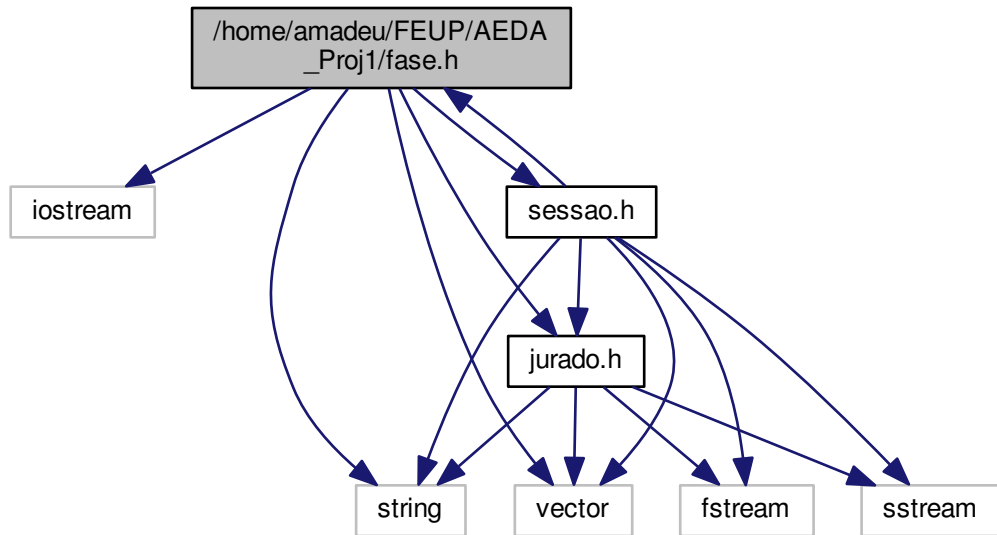 /home/amadeu/FEUP/AEDA
_Proj1/fase.h
iostream
sessao.h
jurado.h
string
vector
fstream
sstream